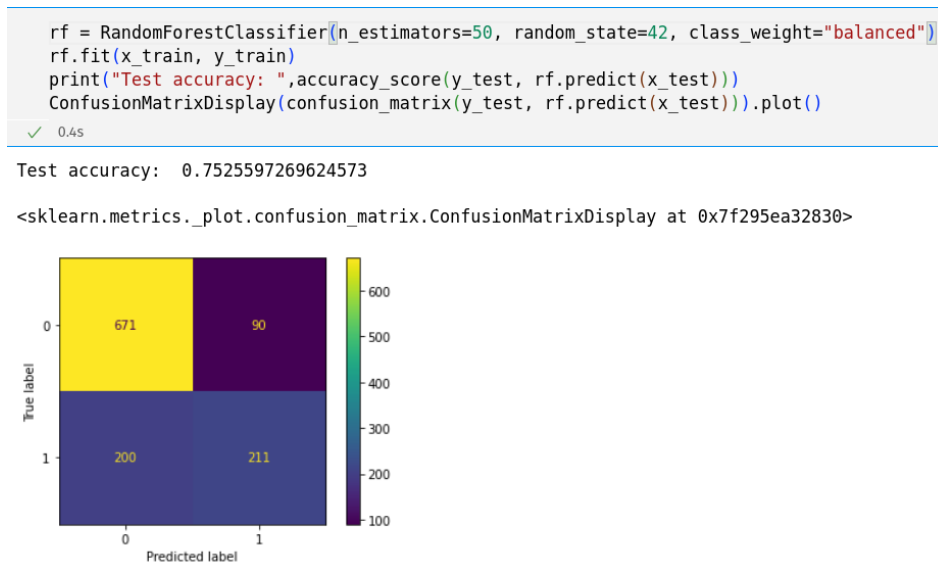 rf = RandomForestClassifier(n_estimators=50, random_state=42, class_weight="balanced")
rf.fit(x_train, y_train)
print("Test accuracy: ",accuracy_score(y_test, rf.predict(x_test)))
ConfusionMatrixDisplay(confusion_matrix(y_test, rf.predict(x_test))).plot()
✓ 0.4s
Test accuracy:  0.7525597269624573
<sklearn.metrics._plot.confusion_matrix.ConfusionMatrixDisplay at 0x7f295ea32830>
600
0 671 90
500
400
True label
300
1 200 211
200
100
0 1
Predicted label